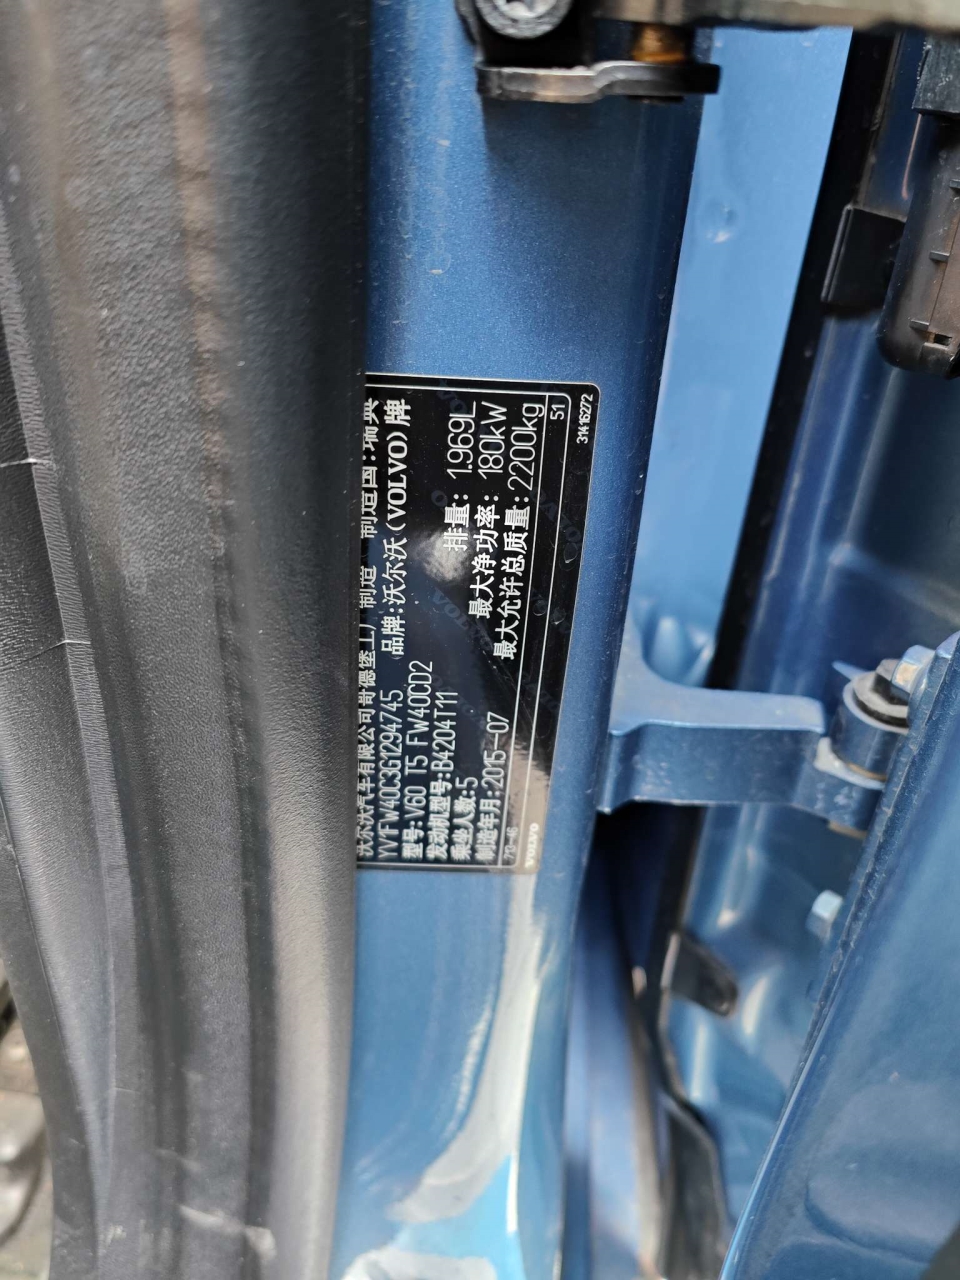 沃尔沃汽车有限公司哥德堡工厂 制造 制造国:瑞典
YV1FW40C3G1294745 品牌:沃尔沃(VOLVO)牌
型号:V60 T5 FW40CD2
发动机型号:B4204T11 排量: 1.969L
乘坐人数:5 最大净功率: 180kW
制造年月:2015-07 最大允许总质量: 2200kg
51
VOLVO 31416272